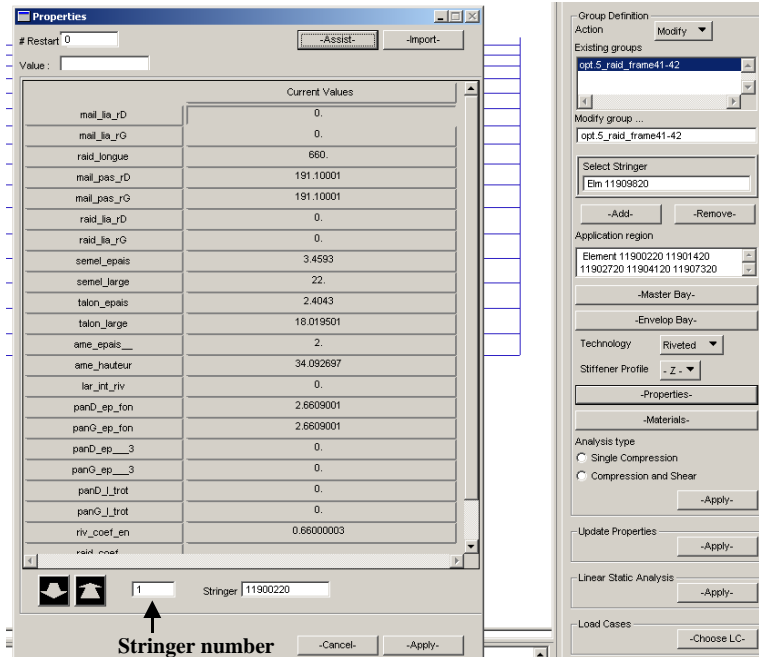 Properties
# Restart 0
-Assist-
-Import-
Value :
Current Values
mail_lia_rD 0.
mail_lia_rG 0.
raid_longue 660.
mail_pas_rD 191.10001
mail_pas_rG 191.10001
raid_lia_rD 0.
raid_lia_rG 0.
semel_epais 3.4593
semel_large 22.
talon_epais 2.4043
talon_large 18.019501
ame_epais__ 2.
ame_hauteur 34.092697
lar_int_riv 0.
panD_ep_fon 2.6609001
panG_ep_fon 2.6609001
panD_ep___3 0.
panG_ep___3 0.
panD_l_trot 0.
panG_l_trot 0.
riv_coef_en 0.66000003
raid_coef
1
Stringer 11900220
Stringer number
-Cancel-
-Apply-
Group Definition
Action Modify
Existing groups
opt.5_raid_frame41-42
Modify group ...
opt.5_raid_frame41-42
Select Stringer
Elm 11909820
-Add-
-Remove-
Application region
Element 11900220 11901420
11902720 11904120 11907320
-Master Bay-
-Envelop Bay-
Technology Riveted
Stiffener Profile - Z -
-Properties-
-Materials-
Analysis type
Single Compression
Compression and Shear
-Apply-
Update Properties
-Apply-
Linear Static Analysis
-Apply-
Load Cases
-Choose LC-